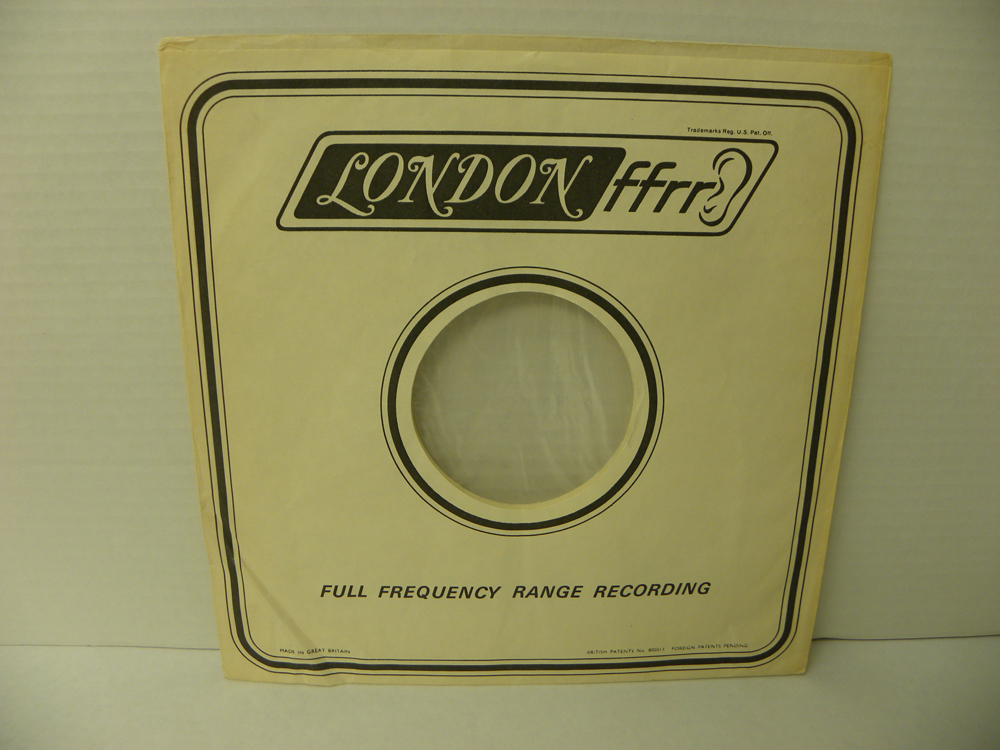 Trademarks Reg. U.S. Pat. Off.
LONDON ffrr
FULL FREQUENCY RANGE RECORDING
MADE IN GREAT BRITAIN
BRITISH PATENTS No. FOREIGN PATENTS PENDING